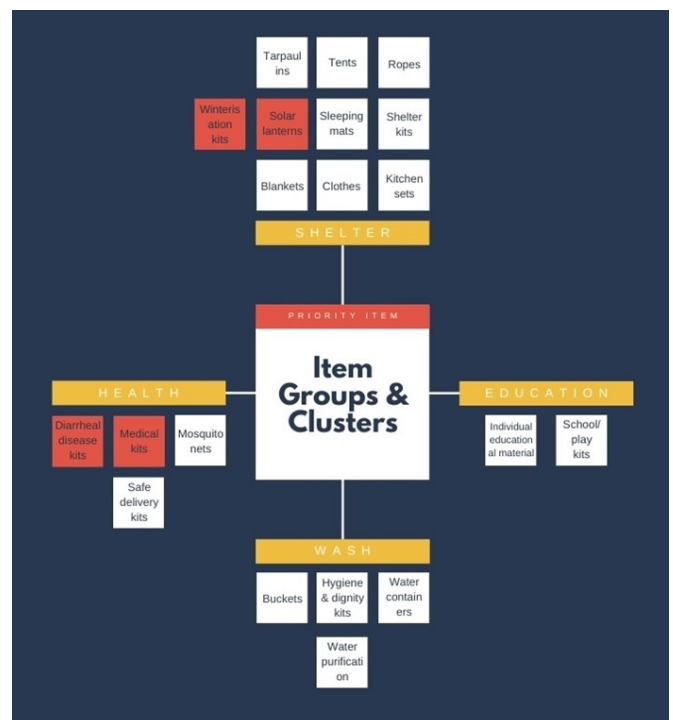 Tarpaul
ins
Tents
Ropes
Winteris
ation
kits
Solar
lanterns
Sleeping
mats
Shelter
kits
Blankets
Clothes
Kitchen
sets
SHELTER
PRIORITY ITEM
Item
Groups &
Clusters
HEALTH
Diarrheal
disease
kits
Medical
kits
Mosquito
nets
Safe
delivery
kits
EDUCATION
Individual
education
al material
School/
play
kits
WASH
Buckets
Hygiene
& dignity
kits
Water
contain
ers
Water
purificati
on